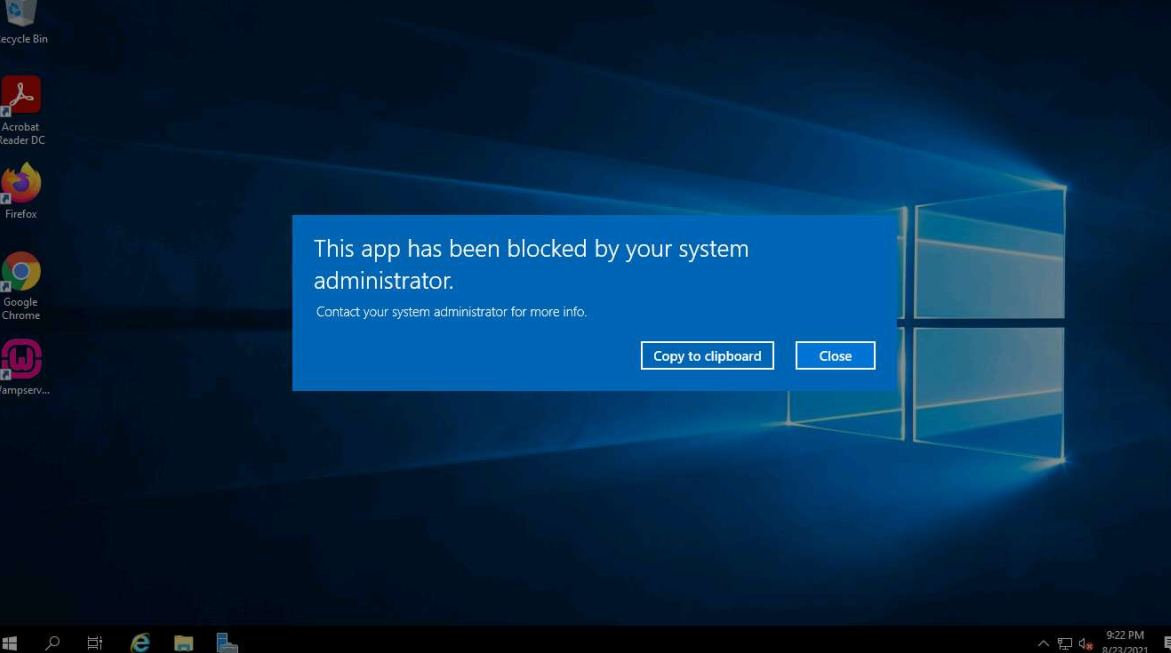 ecycle Bin
Acrobat
Reader DC
Firefox
Google
Chrome
Wampserv...
This app has been blocked by your system
administrator.
Contact your system administrator for more info.
Copy to clipboard
Close
9:22 PM
8/23/2021